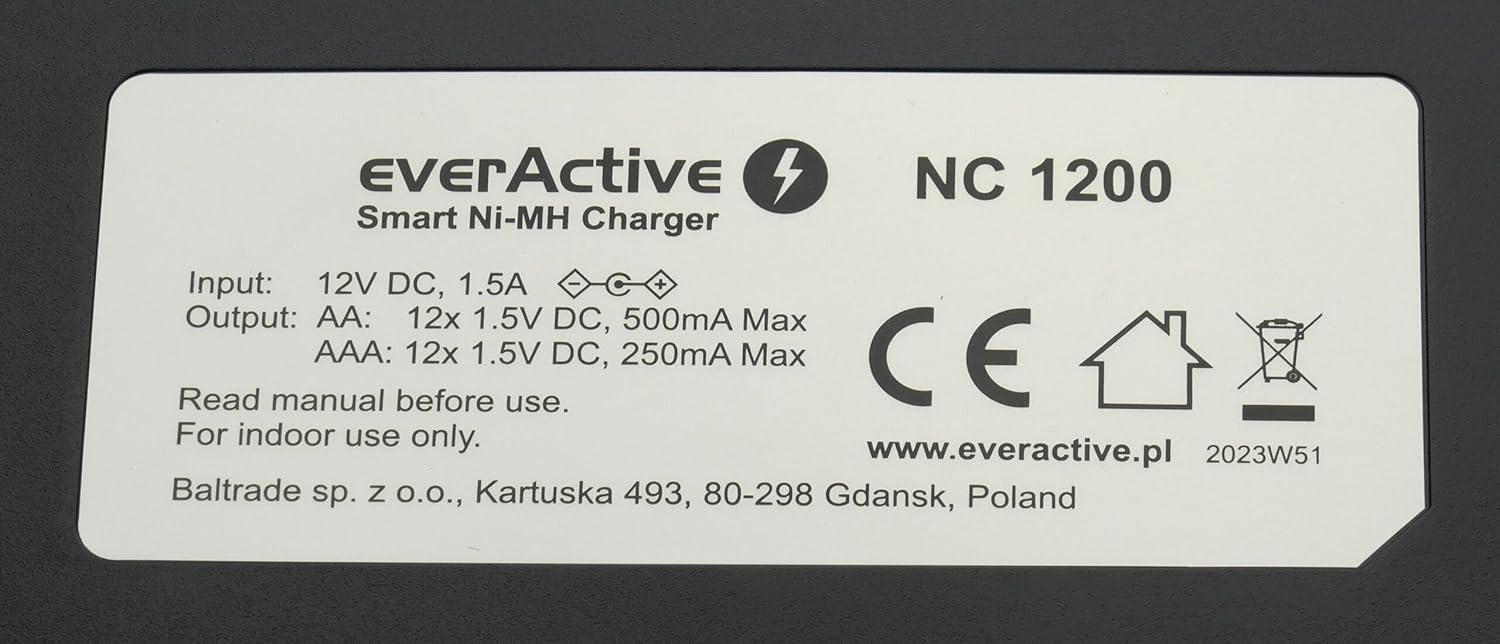 everActive NC 1200
Smart Ni-MH Charger
Input: 12V DC, 1.5A
Output: AA: 12x 1.5V DC, 500mA Max
AAA: 12x 1.5V DC, 250mA Max
CE
Read manual before use.
For indoor use only.
www.everactive.pl 2023W51
Baltrade sp. z o.o., Kartuska 493, 80-298 Gdansk, Poland